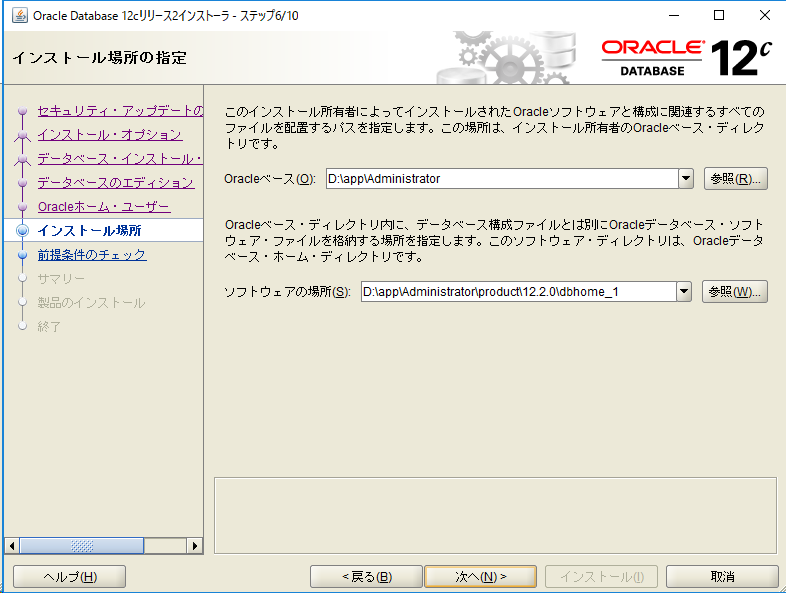 Oracle Database 12cリリース2インストーラ - ステップ6/10
インストール場所の指定
ORACLE
DATABASE
12c
セキュリティ・アップデートの
インストール・オプション
データベース・インストール・
データベースのエディション
Oracleホーム・ユーザー
インストール場所
前提条件のチェック
サマリー
製品のインストール
終了
このインストール所有者によってインストールされたOracleソフトウェアと構成に関連するすべての
ファイルを配置するパスを指定します。この場所は、インストール所有者のOracleベース・ディレク
トリです。
Oracleベース(O): D:\app\Administrator 参照(R)...
Oracleベース・ディレクトリ内に、データベース構成ファイルとは別にOracleデータベース・ソフト
ウェア・ファイルを格納する場所を指定します。このソフトウェア・ディレクトリは、Oracleデータ
ベース・ホーム・ディレクトリです。
ソフトウェアの場所(S): D:\app\Administrator\product\12.2.0\dbhome_1 参照(W)...
ヘルプ(H) < 戻る(B) 次へ(N) > インストール(I) 取消